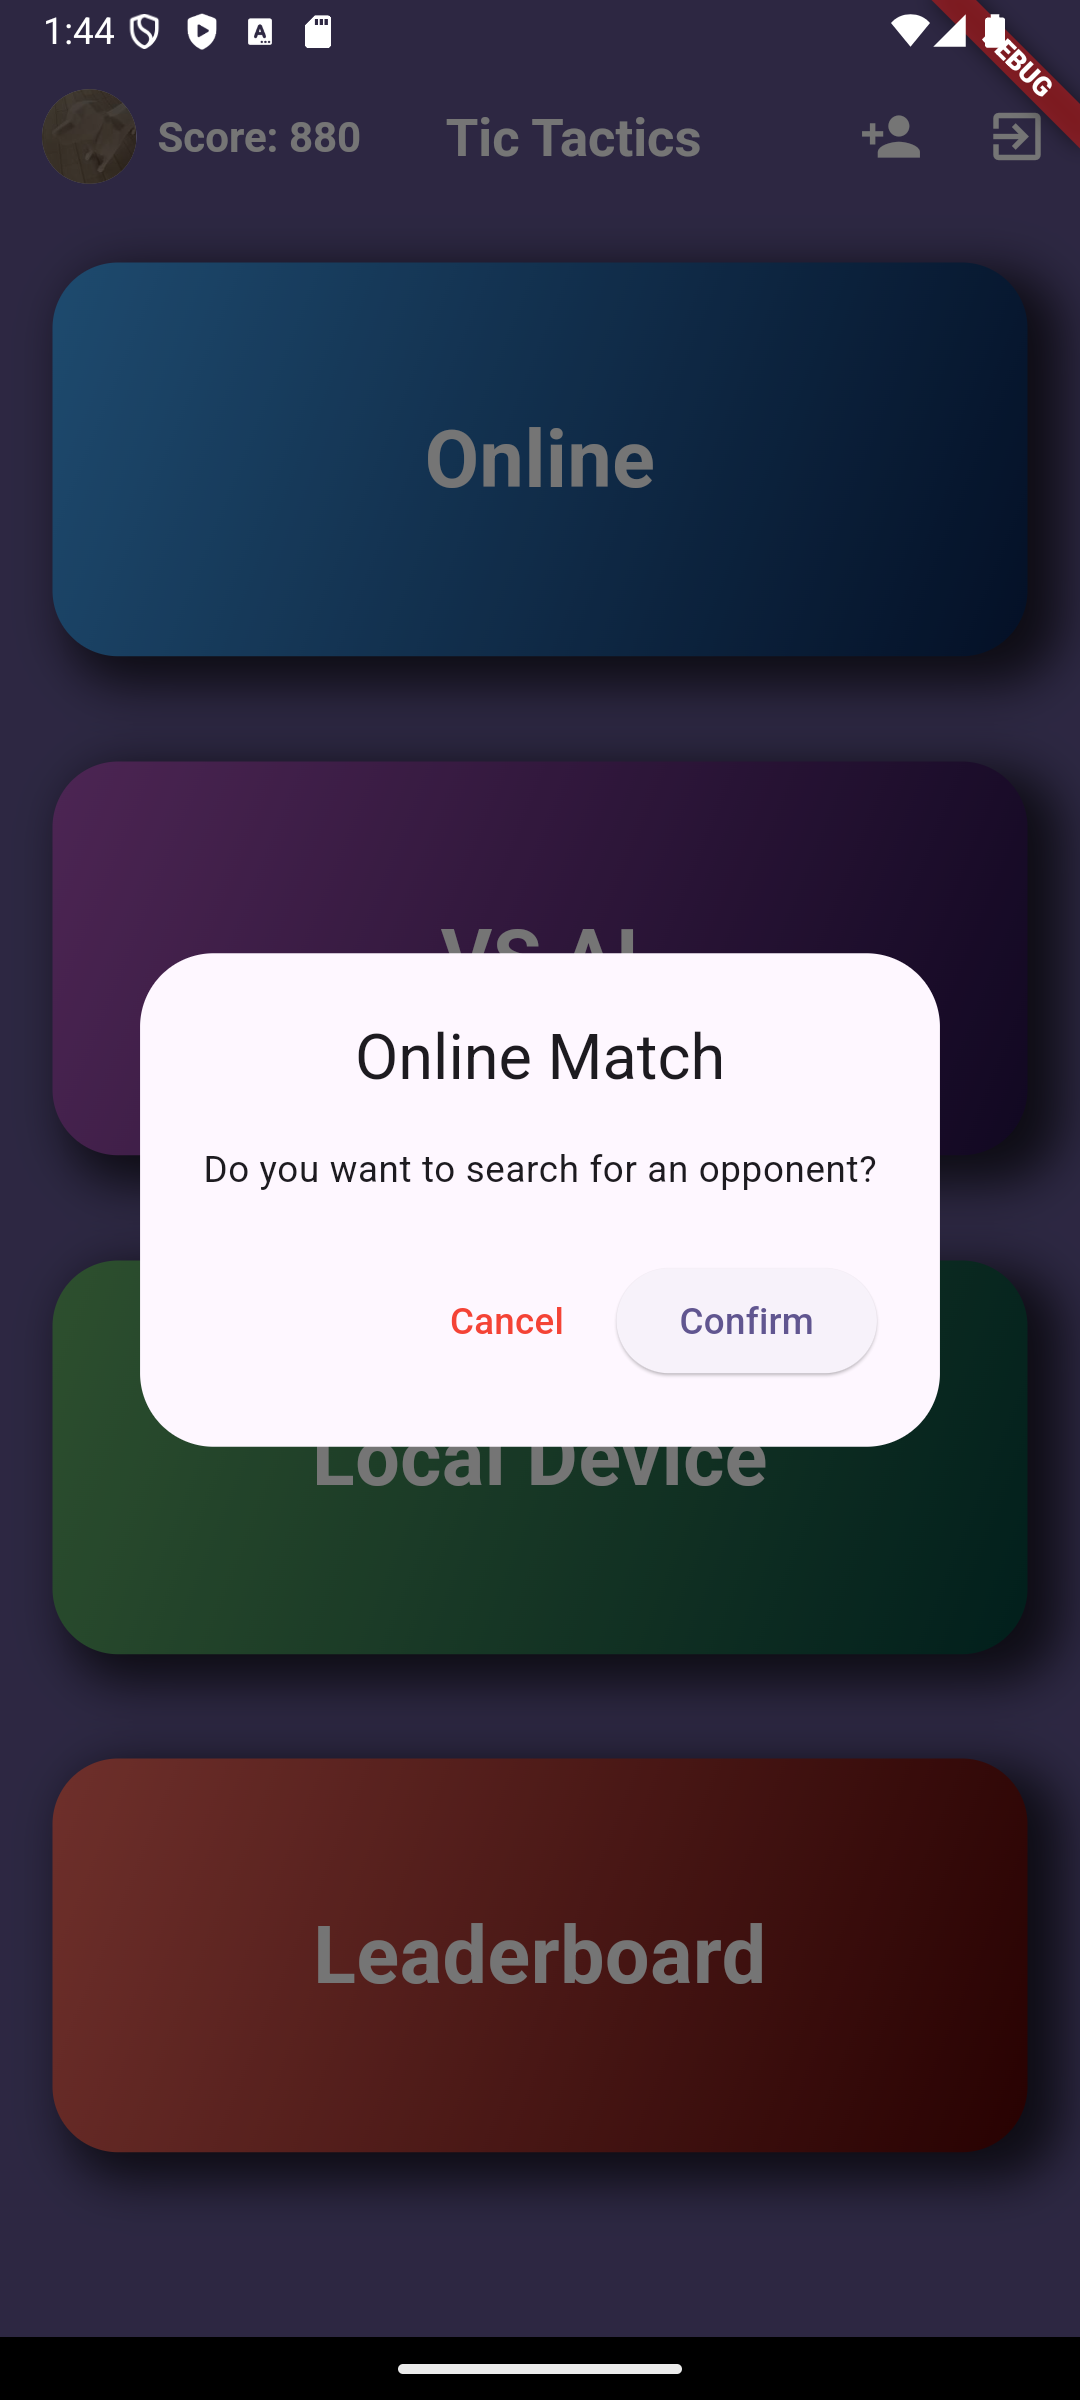 1:44
DEBUG
Score: 880
Tic Tactics
Online
VS AI
Online Match
Do you want to search for an opponent?
Cancel
Confirm
Local Device
Leaderboard